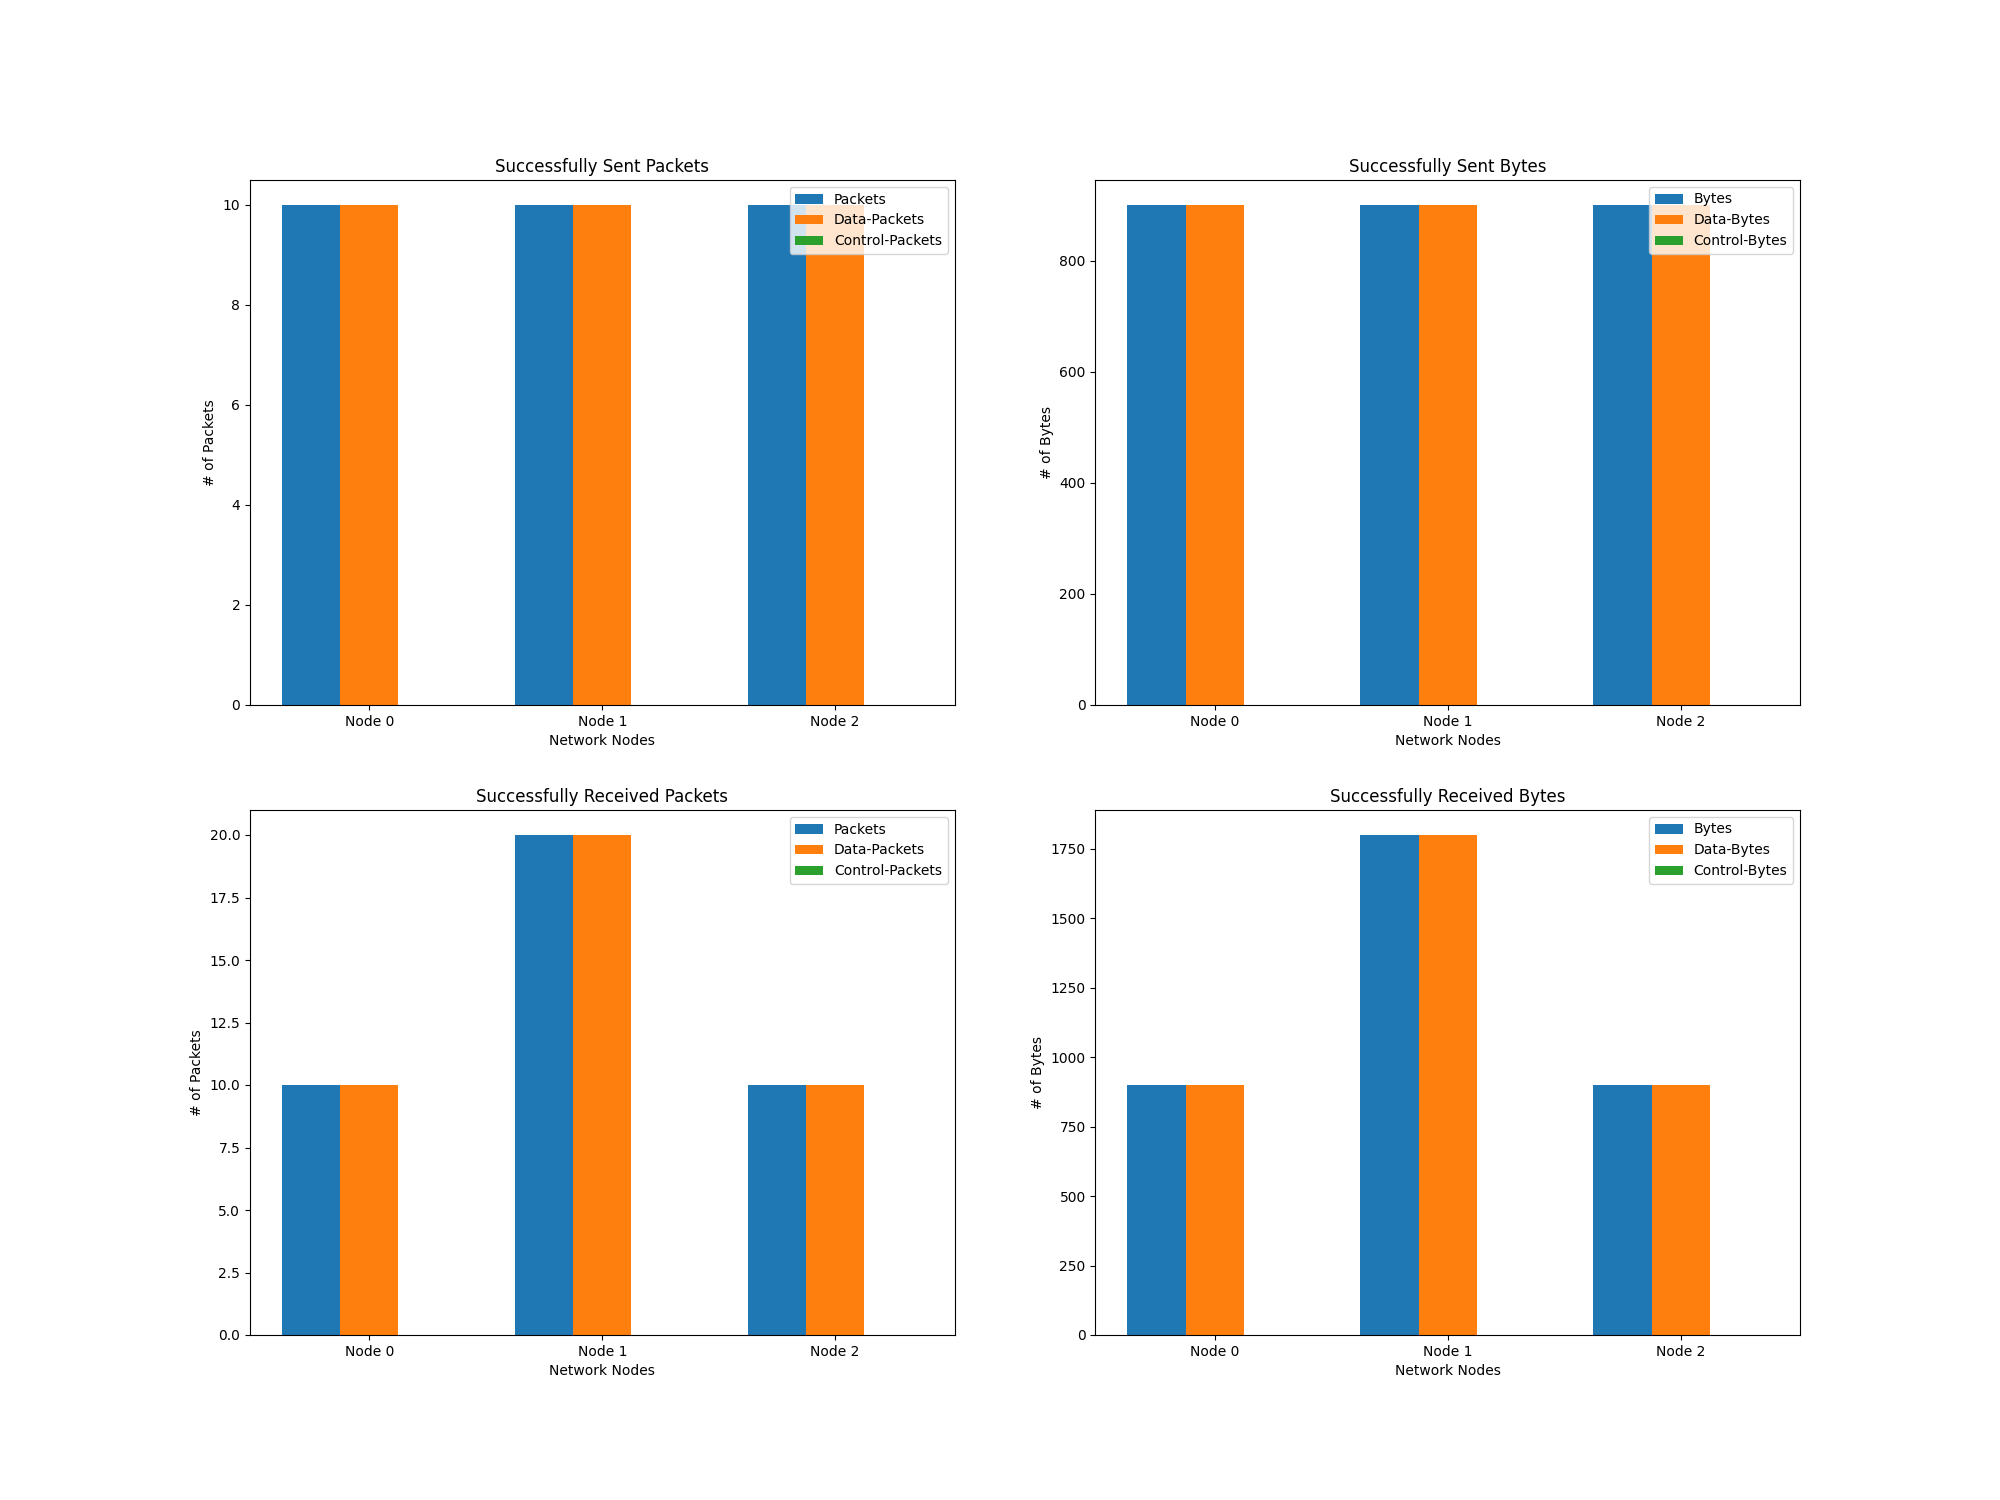 Successfully Sent Packets
Packets
Data-Packets
Control-Packets
10
8
6
4
2
0
# of Packets
Node 0 Node 1 Node 2
Network Nodes
Successfully Sent Bytes
Bytes
Data-Bytes
Control-Bytes
800
600
400
200
0
# of Bytes
Node 0 Node 1 Node 2
Network Nodes
Successfully Received Packets
Packets
Data-Packets
Control-Packets
20.0
17.5
15.0
12.5
10.0
7.5
5.0
2.5
0.0
# of Packets
Node 0 Node 1 Node 2
Network Nodes
Successfully Received Bytes
Bytes
Data-Bytes
Control-Bytes
1750
1500
1250
1000
750
500
250
0
# of Bytes
Node 0 Node 1 Node 2
Network Nodes